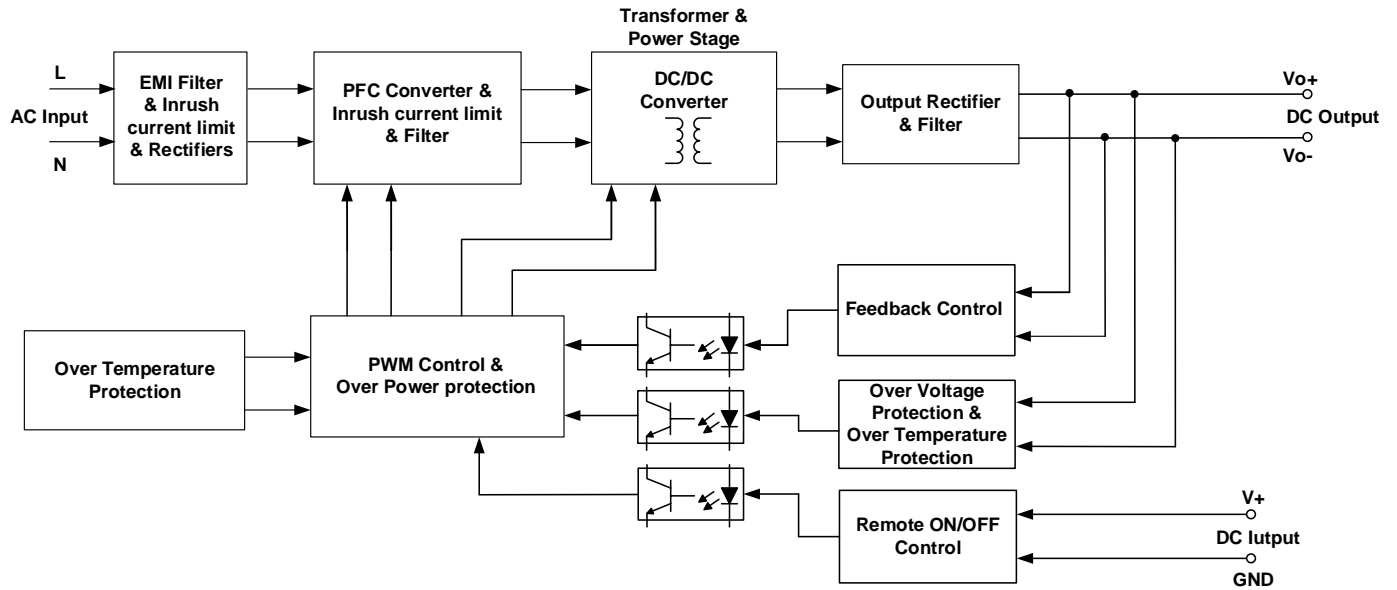 Transformer &
Power Stage
L
AC Input
N
EMI Filter
& Inrush
current limit
& Rectifiers
PFC Converter &
Inrush current limit
& Filter
DC/DC
Converter
Output Rectifier
& Filter
Vo+
DC Output
Vo-
Feedback Control
Over Temperature
Protection
PWM Control &
Over Power protection
Over Voltage
Protection &
Over Temperature
Protection
Remote ON/OFF
Control
V+
DC Iutput
GND